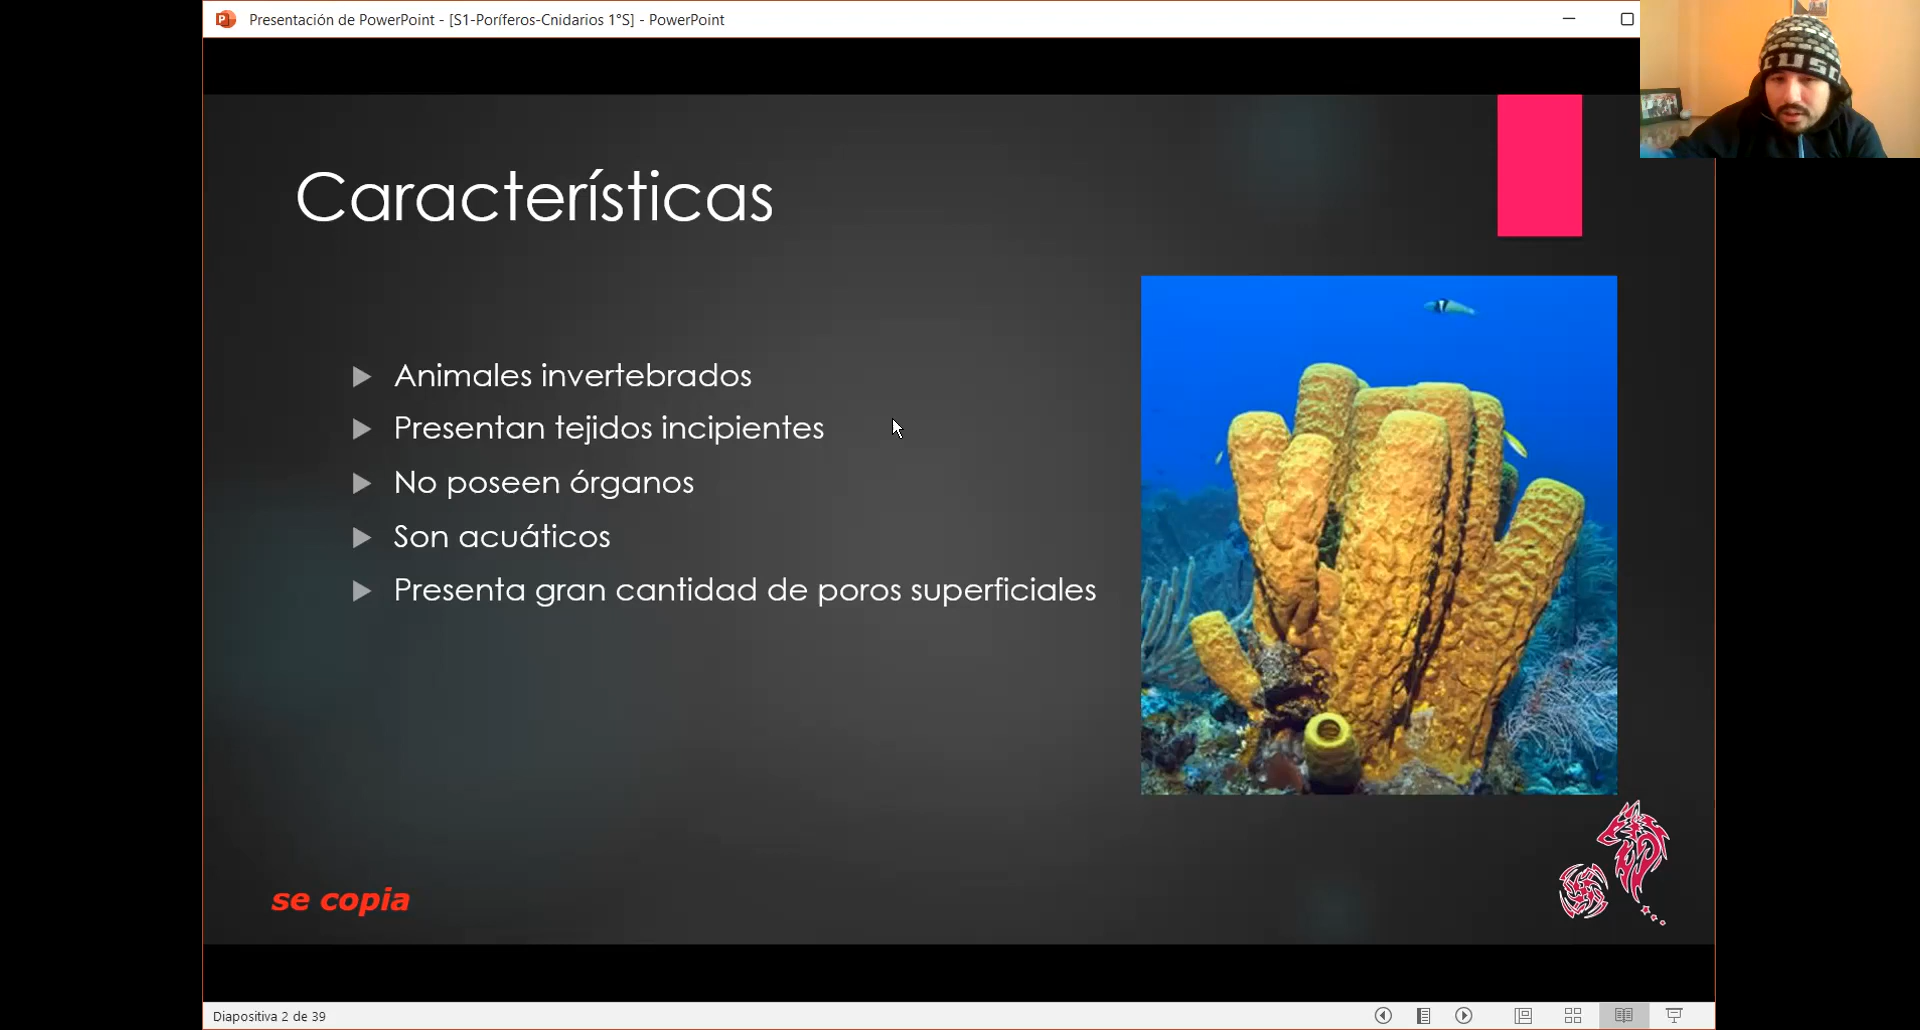 Presentación de PowerPoint - [S1-Poríferos-Cnidarios 1°S] - PowerPoint
CUSC
Características
Animales invertebrados
Presentan tejidos incipientes
No poseen órganos
Son acuáticos
Presenta gran cantidad de poros superficiales
se copia
Diapositiva 2 de 39